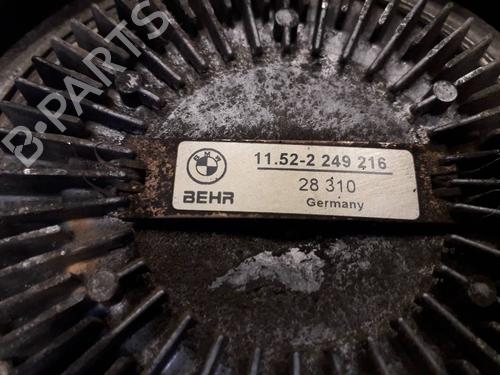 BMW
11.52-2 249 216
BEHR
28 310
Germany
B-Parts